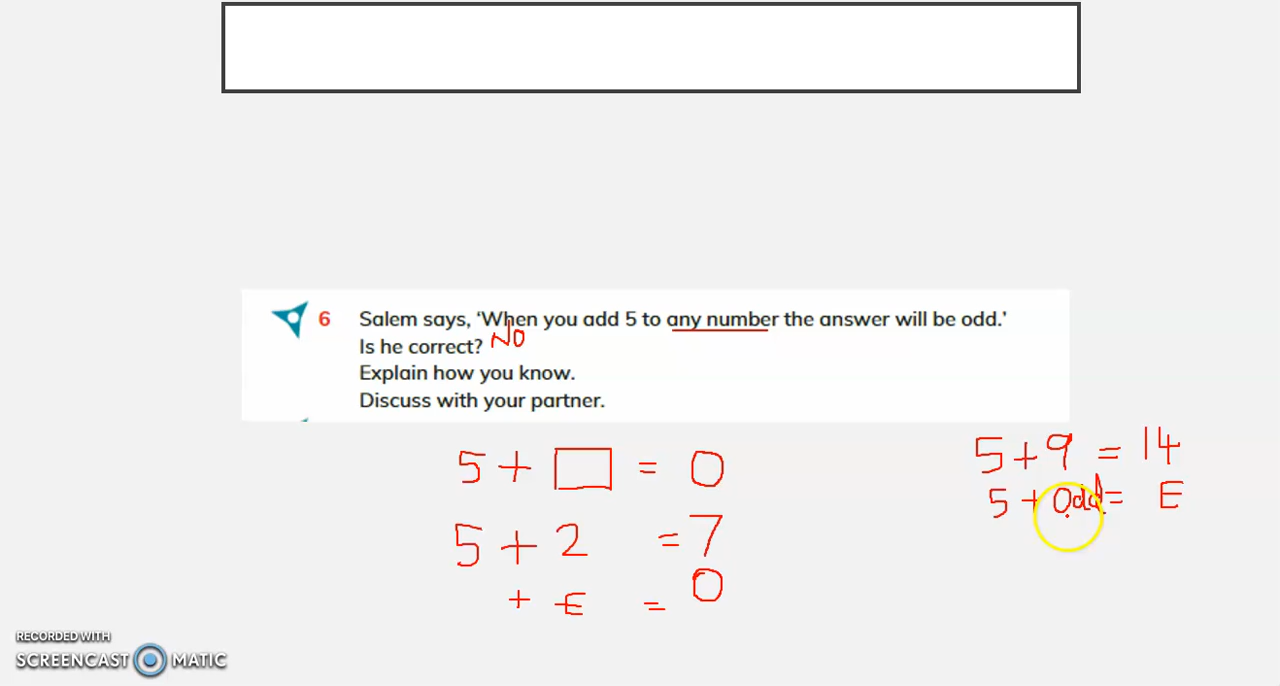 6 Salem says, ‘When you add 5 to any number the answer will be odd.’
Is he correct? NO
Explain how you know.
Discuss with your partner.
5 + □ = O
5 + 2 = 7
+ E = O
5 + 9 = 14
5 + Odd = E
RECORDED WITH
SCREENCAST MATIC